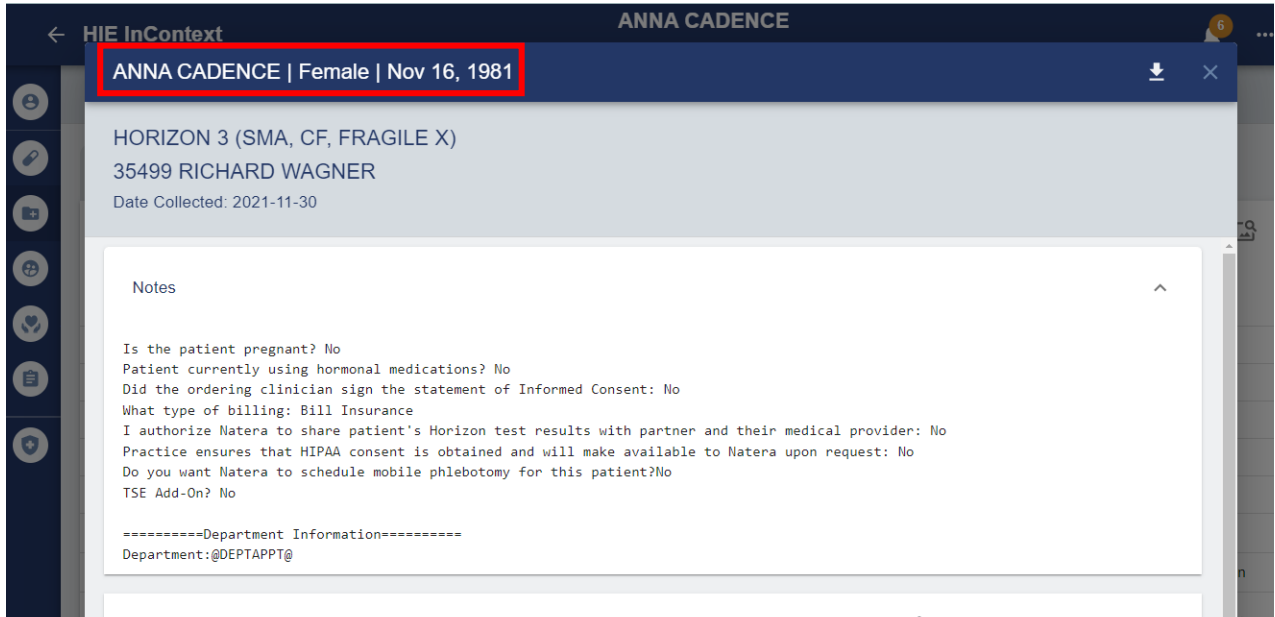 HIE InContext
ANNA CADENCE
6
ANNA CADENCE | Female | Nov 16, 1981
HORIZON 3 (SMA, CF, FRAGILE X)
35499 RICHARD WAGNER
Date Collected: 2021-11-30
Notes
Is the patient pregnant? No
Patient currently using hormonal medications? No
Did the ordering clinician sign the statement of Informed Consent: No
What type of billing: Bill Insurance
I authorize Natera to share patient's Horizon test results with partner and their medical provider: No
Practice ensures that HIPAA consent is obtained and will make available to Natera upon request: No
Do you want Natera to schedule mobile phlebotomy for this patient?No
TSE Add-On? No
==========Department Information==========
Department:@DEPTAPPT@
n